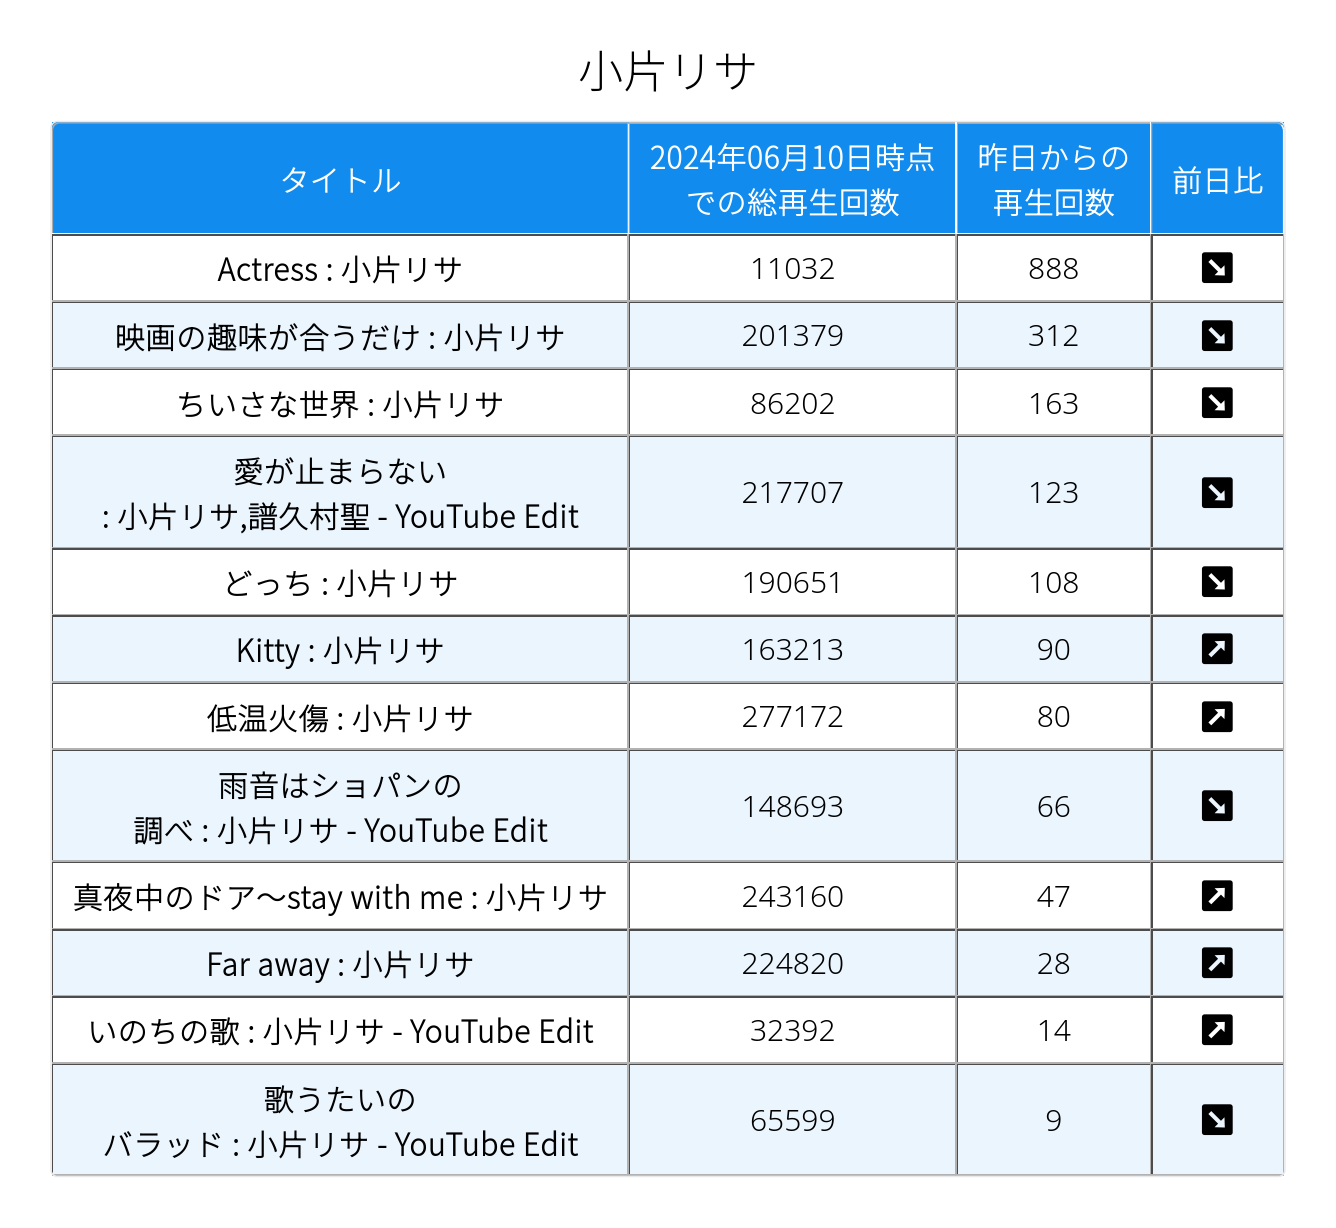 小片リサ
タイトル
2024年06月10日時点
での総再生回数
昨日からの
再生回数
前日比
Actress : 小片リサ
11032
888
映画の趣味が合うだけ : 小片リサ
201379
312
ちいさな世界 : 小片リサ
86202
163
愛が止まらない
: 小片リサ,譜久村聖 - YouTube Edit
217707
123
どっち : 小片リサ
190651
108
Kitty : 小片リサ
163213
90
低温火傷 : 小片リサ
277172
80
雨音はショパンの
調べ : 小片リサ - YouTube Edit
148693
66
真夜中のドア〜stay with me : 小片リサ
243160
47
Far away : 小片リサ
224820
28
いのちの歌 : 小片リサ - YouTube Edit
32392
14
歌うたいの
バラッド : 小片リサ - YouTube Edit
65599
9